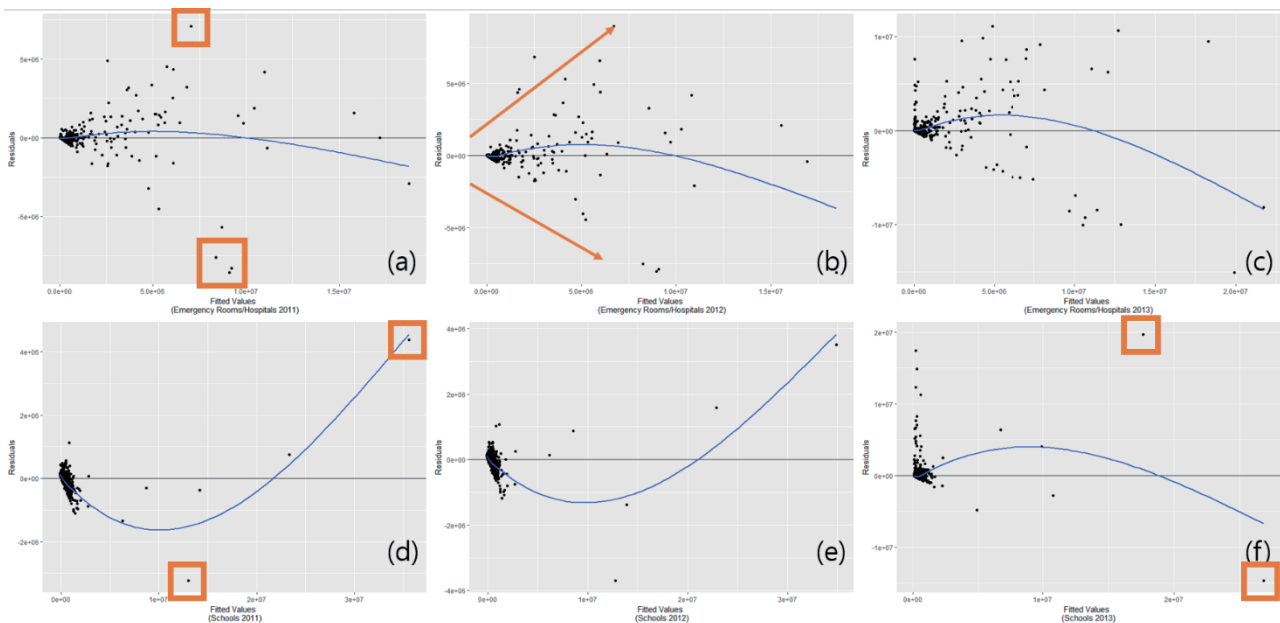 5e+06
0e+00
-5e+06
Residuals
0.0e+00 5.0e+06 1.0e+07 1.5e+07
Fitted Values
(Emergency Rooms/Hospitals 2011)
(a)
5e+06
0e+00
-5e+06
Residuals
0.0e+00 5.0e+06 1.0e+07 1.5e+07
Fitted Values
(Emergency Rooms/Hospitals 2012)
(b)
1e+07
0e+00
-1e+07
Residuals
0.0e+00 5.0e+06 1.0e+07 1.5e+07 2.0e+07
Fitted Values
(Emergency Rooms/Hospitals 2013)
(c)
4e+06
2e+06
0e+00
-2e+06
Residuals
0e+00 1e+07 2e+07 3e+07
Fitted Values
(Schools 2011)
(d)
4e+06
2e+06
0e+00
-2e+06
-4e+06
Residuals
0e+00 1e+07 2e+07 3e+07
Fitted Values
(Schools 2012)
(e)
2e+07
1e+07
0e+00
-1e+07
Residuals
0e+00 1e+07 2e+07
Fitted Values
(Schools 2013)
(f)